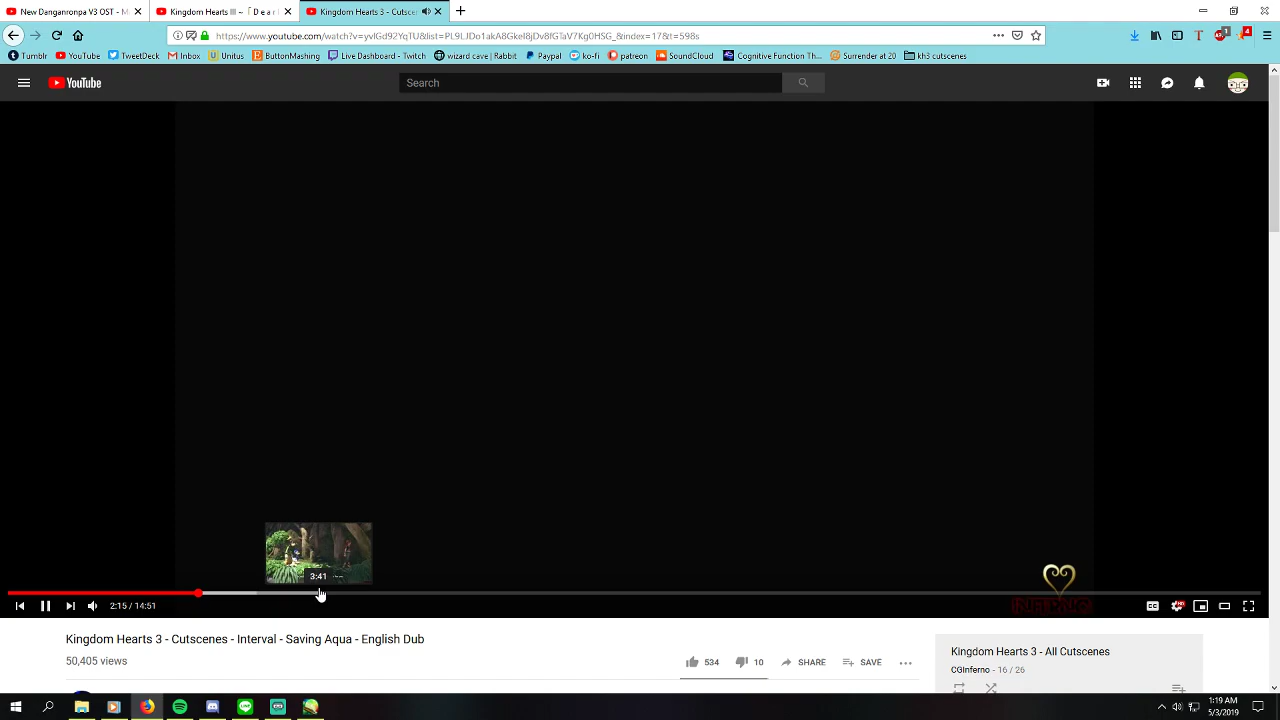 New Danganronpa V3 OST - M
Kingdom Hearts III ~「D e a r
Kingdom Hearts 3 - Cutscen
https://www.youtube.com/watch?v=yvlGd92YqTU&list=PL9LJDo1akA8Gkel8jDv8fGTaV7Kg0HSG_&index=17&t=598s
Tumblr
YouTube
TweetDeck
Inbox
Unitus
ButtonMashing
Live Dashboard - Twitch
wizard cave | Rabbit
Paypal
ko-fi
patreon
SoundCloud
Cognitive Function Th...
Surrender at 20
kh3 cutscenes
YouTube
Search
3:41
2:15 / 14:51
HD
Kingdom Hearts 3 - Cutscenes - Interval - Saving Aqua - English Dub
50,405 views
534
10
SHARE
SAVE
Kingdom Hearts 3 - All Cutscenes
CGInferno - 16 / 26
1:19 AM
5/3/2019